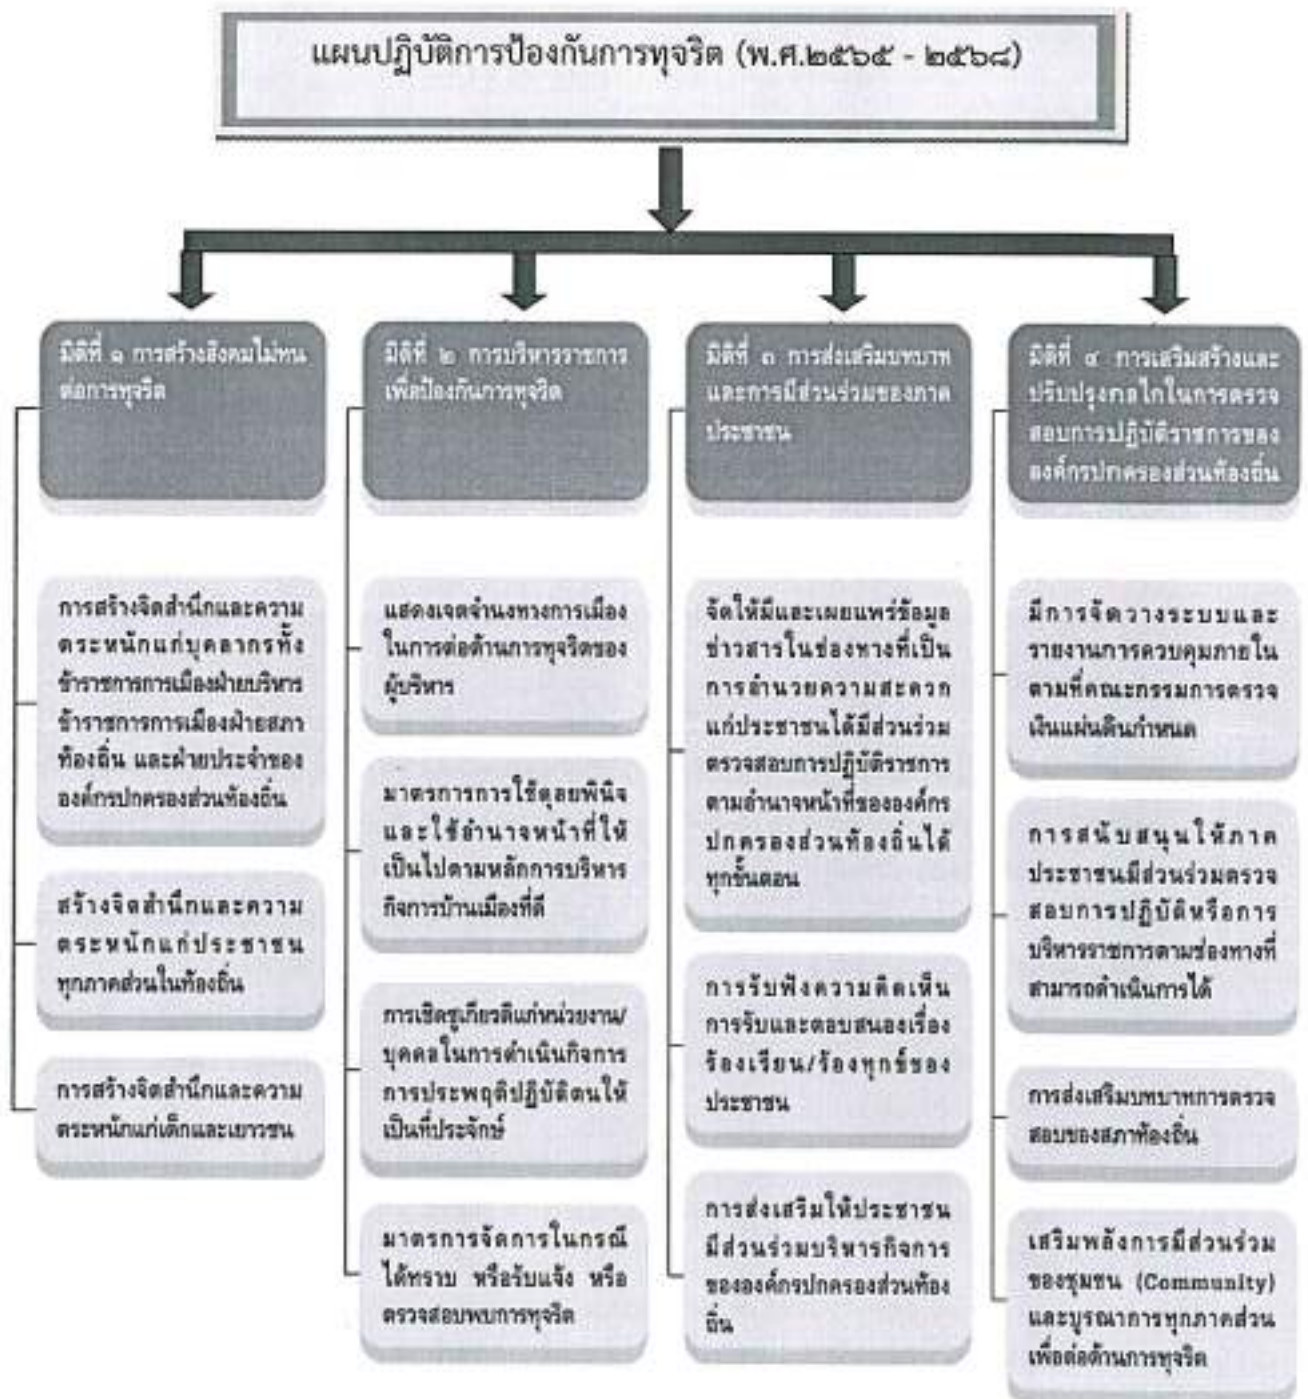 แผนปฏิบัติการป้องกันการทุจริต (พ.ศ.๒๕๖๕ - ๒๕๖๘)
มิติที่ ๑ การสร้างสังคมไม่ทน
ต่อการทุจริต
การสร้างจิตสำนึกและความ
ตระหนักแก่บุคลากรทั้ง
ข้าราชการการเมืองฝ่ายบริหาร
ข้าราชการการเมืองฝ่ายสภา
ท้องถิ่น และฝ่ายประจำของ
องค์กรปกครองส่วนท้องถิ่น
สร้างจิตสำนึกและความ
ตระหนักแก่ประชาชน
ทุกภาคส่วนในท้องถิ่น
การสร้างจิตสำนึกและความ
ตระหนักแก่เด็กและเยาวชน
มิติที่ ๒ การบริหารราชการ
เพื่อป้องกันการทุจริต
แสดงเจตจำนงทางการเมือง
ในการต่อต้านการทุจริตของ
ผู้บริหาร
มาตรการการใช้ดุลยพินิจ
และใช้อำนาจหน้าที่ให้
เป็นไปตามหลักการบริหาร
กิจการบ้านเมืองที่ดี
การเชิดชูเกียรติแก่หน่วยงาน/
บุคคลในการดำเนินกิจการ
การประพฤติปฏิบัติตนให้
เป็นที่ประจักษ์
มาตรการจัดการในกรณี
ได้ทราบ หรือรับแจ้ง หรือ
ตรวจสอบพบการทุจริต
มิติที่ ๓ การส่งเสริมบทบาท
และการมีส่วนร่วมของภาค
ประชาชน
จัดให้มีและเผยแพร่ข้อมูล
ข่าวสารในช่องทางที่เป็น
การอำนวยความสะดวก
แก่ประชาชนได้มีส่วนร่วม
ตรวจสอบการปฏิบัติราชการ
ตามอำนาจหน้าที่ขององค์กร
ปกครองส่วนท้องถิ่นได้
ทุกขั้นตอน
การรับฟังความคิดเห็น
การรับและตอบสนองเรื่อง
ร้องเรียน/ร้องทุกข์ของ
ประชาชน
การส่งเสริมให้ประชาชน
มีส่วนร่วมบริหารกิจการ
ขององค์กรปกครองส่วนท้อง
ถิ่น
มิติที่ ๔ การเสริมสร้างและ
ปรับปรุงกลไกในการตรวจ
สอบการปฏิบัติราชการของ
องค์กรปกครองส่วนท้องถิ่น
มีการจัดวางระบบและ
รายงานการควบคุมภายใน
ตามที่คณะกรรมการตรวจ
เงินแผ่นดินกำหนด
การสนับสนุนให้ภาค
ประชาชนมีส่วนร่วมตรวจ
สอบการปฏิบัติหรือการ
บริหารราชการตามช่องทางที่
สามารถดำเนินการได้
การส่งเสริมบทบาทการตรวจ
สอบของสภาท้องถิ่น
เสริมพลังการมีส่วนร่วม
ของชุมชน (Community)
และบูรณาการทุกภาคส่วน
เพื่อต่อต้านการทุจริต